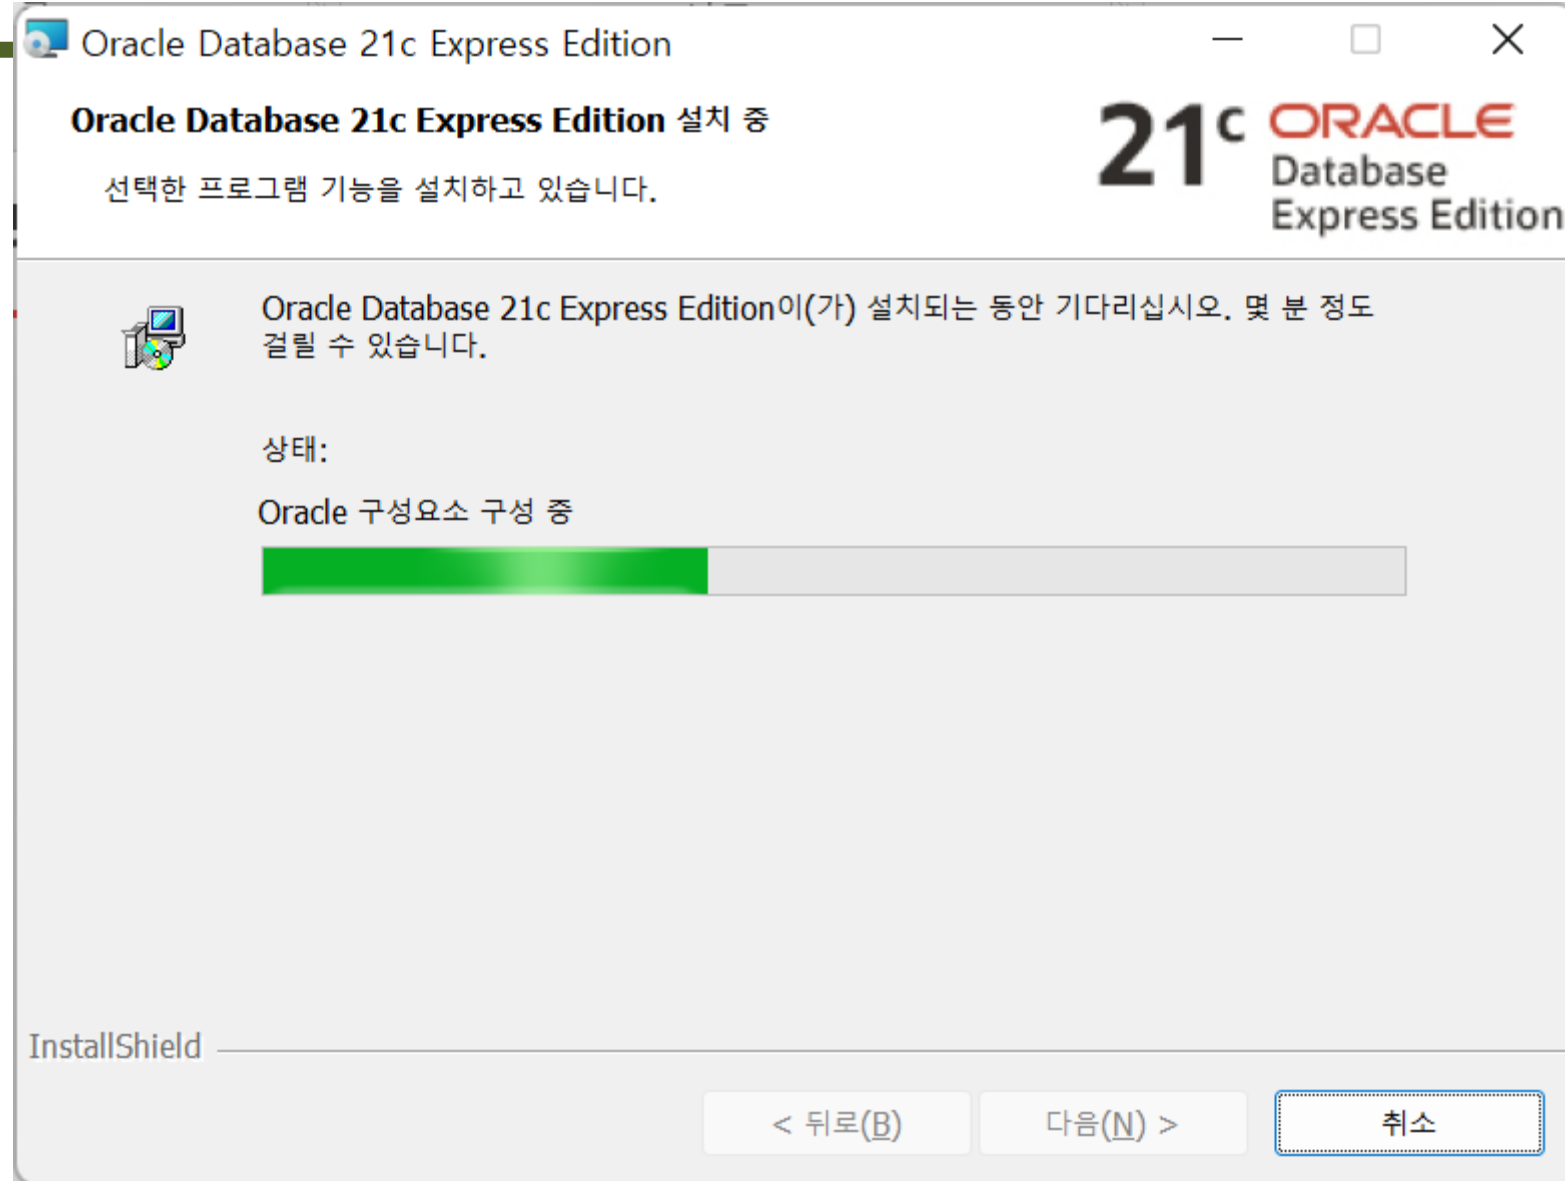 Oracle Database 21c Express Edition
Oracle Database 21c Express Edition 설치 중
선택한 프로그램 기능을 설치하고 있습니다.
21c ORACLE
Database
Express Edition
Oracle Database 21c Express Edition이(가) 설치되는 동안 기다리십시오. 몇 분 정도
걸릴 수 있습니다.
상태:
Oracle 구성요소 구성 중
InstallShield
< 뒤로(B)
다음(N) >
취소